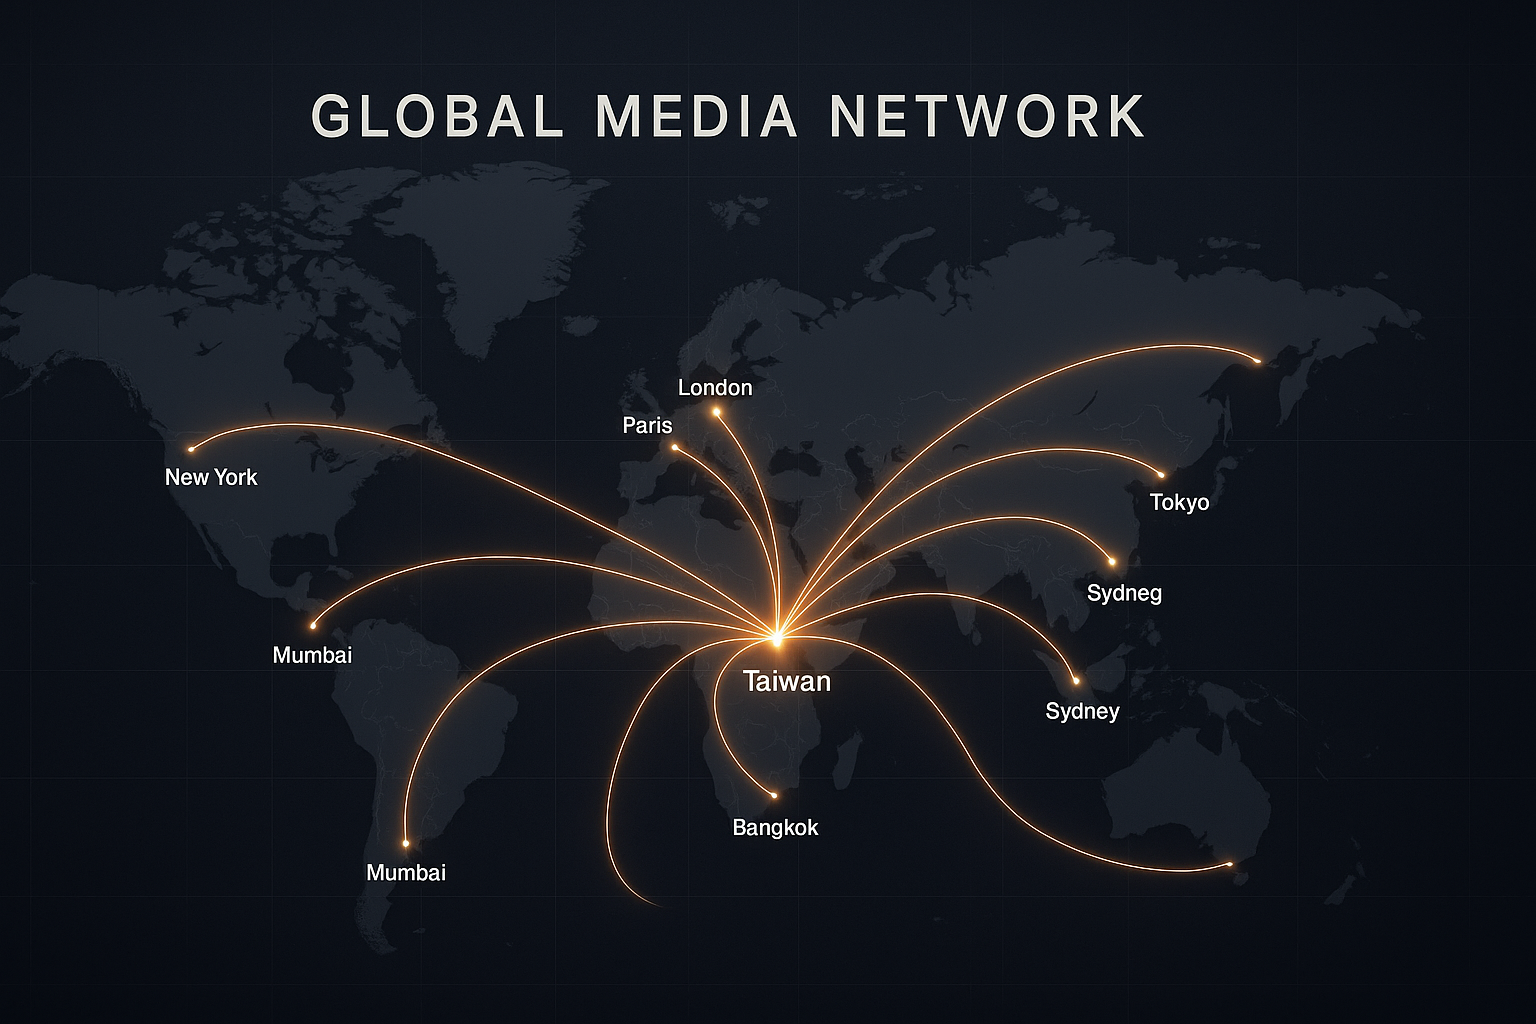 GLOBAL MEDIA NETWORK
London
Paris
New York
Tokyo
Sydneg
Mumbai
Taiwan
Sydney
Bangkok
Mumbai